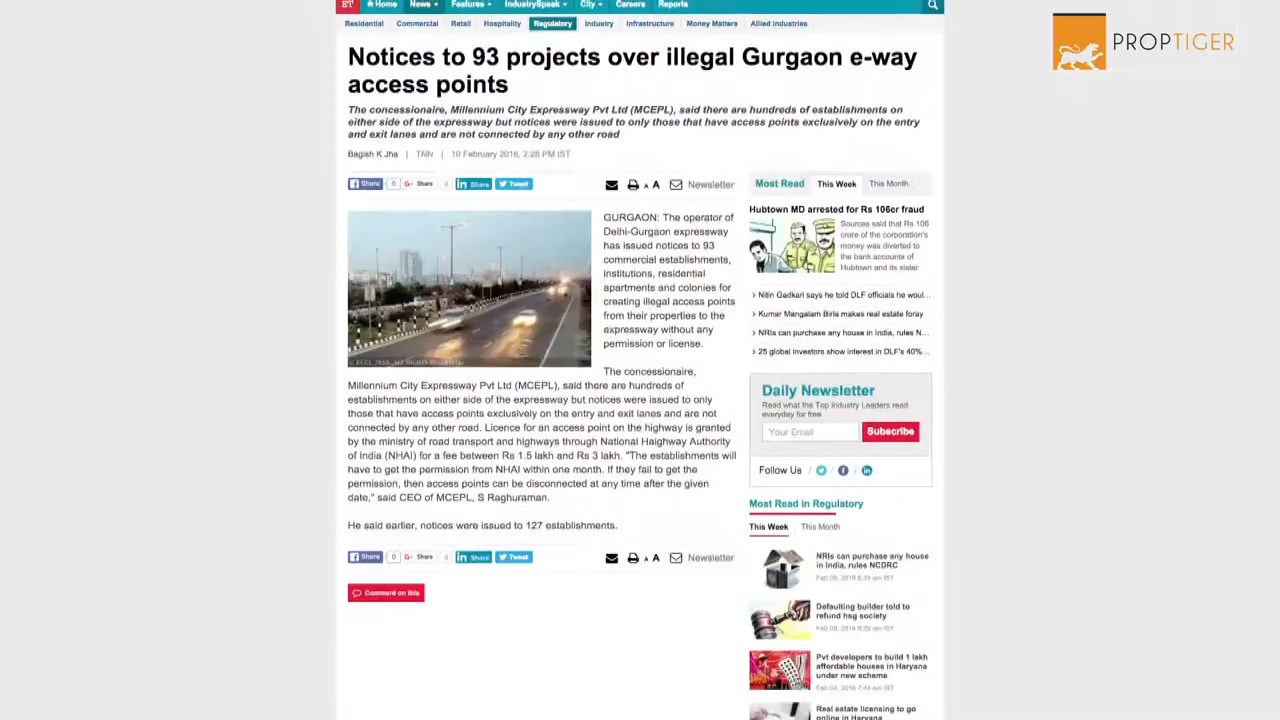 ET Home News Features IndustrySpeak City Careers Reports
Residential Commercial Retail Hospitality Regulatory Industry Infrastructure Money Matters Allied Industries
PROPTIGER
Notices to 93 projects over illegal Gurgaon e-way
access points
The concessionaire, Millennium City Expressway Pvt Ltd (MCEPL), said there are hundreds of establishments on
either side of the expressway but notices were issued to only those that have access points exclusively on the entry
and exit lanes and are not connected by any other road
Bagish K Jha | TNN | 10 February 2016, 2:28 PM IST
Share 0 G+ Share 0 in Share Tweet A A Newsletter
GURGAON: The operator of
Delhi-Gurgaon expressway
has issued notices to 93
commercial establishments,
institutions, residential
apartments and colonies for
creating illegal access points
from their properties to the
expressway without any
permission or license.
The concessionaire,
Millennium City Expressway Pvt Ltd (MCEPL), said there are hundreds of
establishments on either side of the expressway but notices were issued to only
those that have access points exclusively on the entry and exit lanes and are not
connected by any other road. Licence for an access point on the highway is granted
by the ministry of road transport and highways through National Haighway Authority
of India (NHAI) for a fee between Rs 1.5 lakh and Rs 3 lakh. "The establishments will
have to get the permission from NHAI within one month. If they fail to get the
permission, then access points can be disconnected at any time after the given
date," said CEO of MCEPL, S Raghuraman.
He said earlier, notices were issued to 127 establishments.
Share 0 G+ Share 0 in Share Tweet A A Newsletter
Comment on this
Most Read This Week This Month
Hubtown MD arrested for Rs 106cr fraud
Sources said that Rs 106
crore of the corporation's
money was diverted to
the bank accounts of
Hubtown and its sister
Nitin Gadkari says he told DLF officials he woul...
Kumar Mangalam Birla makes real estate foray
NRIs can purchase any house in India, rules N...
25 global investors show interest in DLF's 40%...
Daily Newsletter
Read what the Top Industry Leaders read
everyday for free
Your Email Subscribe
Follow Us / / /
Most Read in Regulatory
This Week This Month
NRIs can purchase any house
in India, rules NCDRC
Feb 09, 2016 IST
Defaulting builder told to
refund hsg society
Feb 08, 2016 IST
Pvt developers to build 1 lakh
affordable houses in Haryana
under new scheme
Feb 04, 2016 IST
Real estate licensing to go
online in Haryana